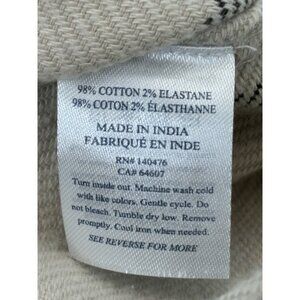 98% COTTON 2% ELASTANE
98% COTON 2% ÉLASTHANNE
MADE IN INDIA
FABRIQUÉ EN INDE
RN# 140476
CA# 64607
Turn inside out. Machine wash cold
with like colors. Gentle cycle. Do
not bleach. Tumble dry low. Remove
promptly. Cool iron when needed.
SEE REVERSE FOR MORE